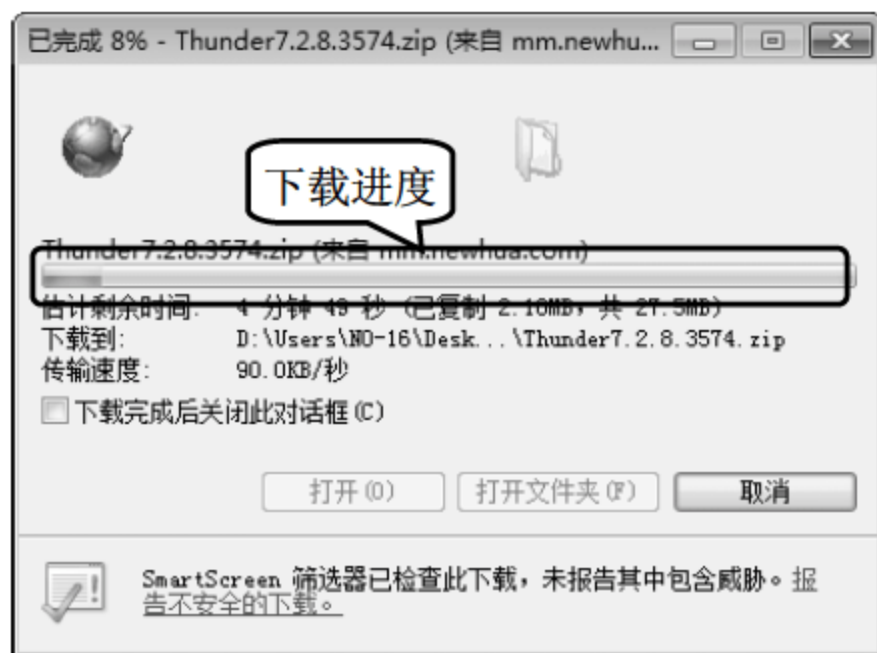 已完成 8% - Thunder7.2.8.3574.zip (来自 mm.newhu...
下载进度
Thunder7.2.8.3574.zip (来自 mm.newhua.com)
估计剩余时间: 4 分钟 49 秒 (已复制 2.10MB，共 27.5MB)
下载到: D:\Users\NO-16\Desk...\Thunder7.2.8.3574.zip
传输速度: 90.0KB/秒
下载完成后关闭此对话框(C)
打开(O) 打开文件夹(F) 取消
SmartScreen 筛选器已检查此下载，未报告其中包含威胁。报
告不安全的下载。